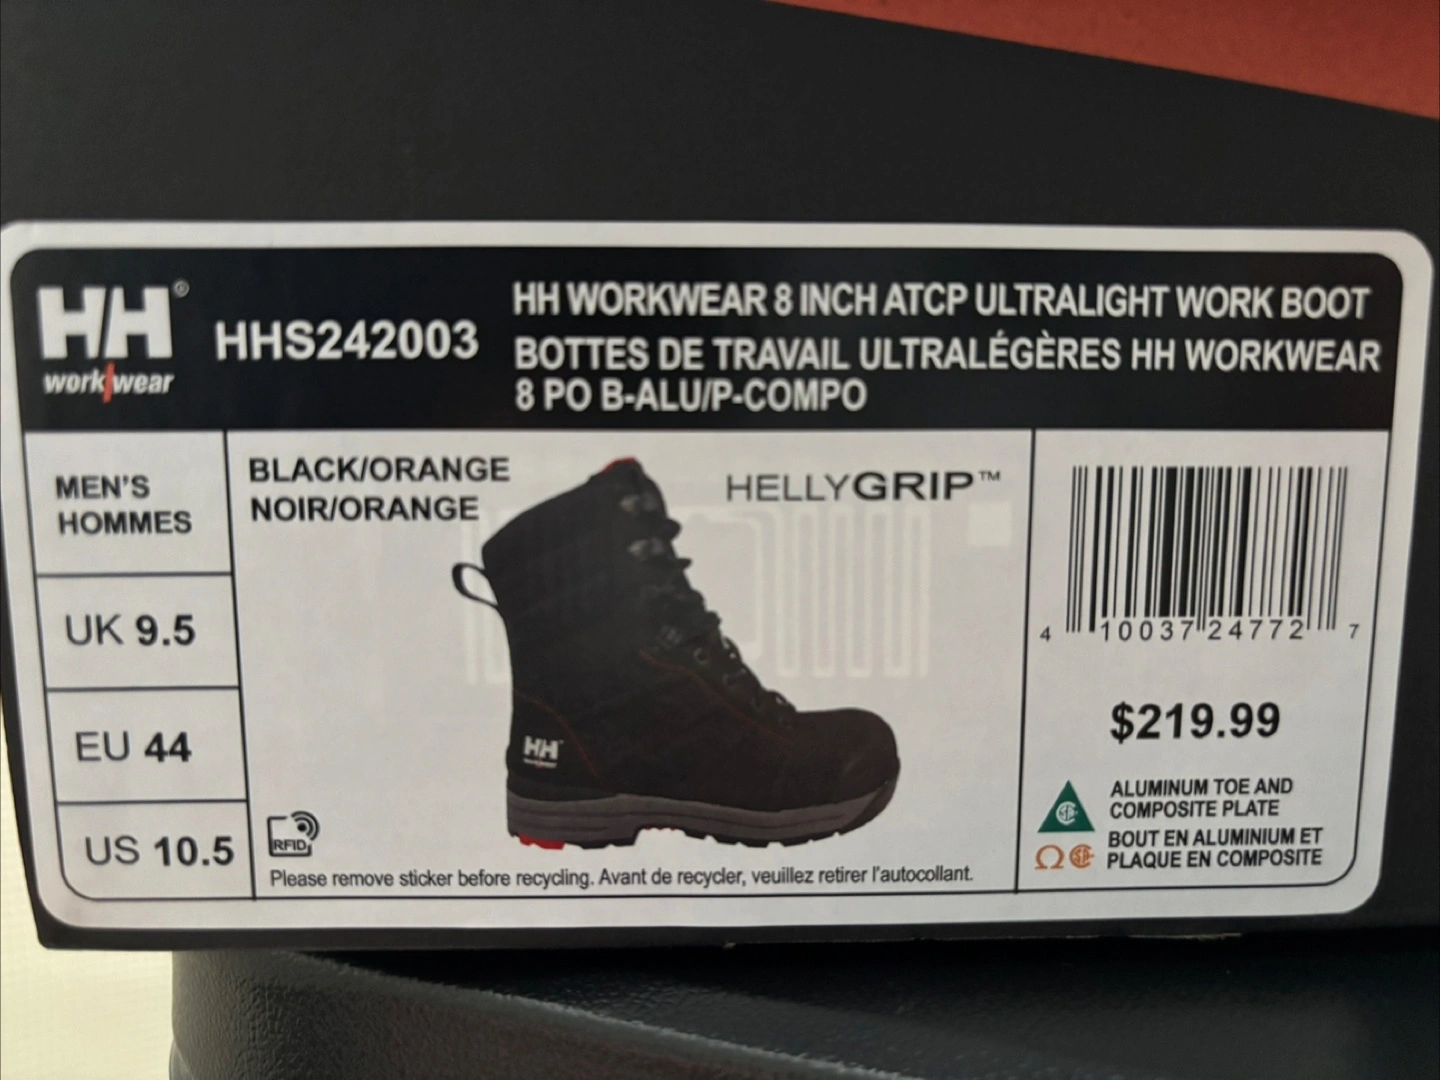 HH®
workwear
HHS242003
HH WORKWEAR 8 INCH ATCP ULTRALIGHT WORK BOOT
BOTTES DE TRAVAIL ULTRALÉGÈRES HH WORKWEAR
8 PO B-ALU/P-COMPO
MEN'S
HOMMES
UK 9.5
EU 44
US 10.5
BLACK/ORANGE
NOIR/ORANGE
HELLYGRIP™
HH
RFID
Please remove sticker before recycling. Avant de recycler, veuillez retirer l'autocollant.
4 10037 24772 7
$219.99
ALUMINUM TOE AND
COMPOSITE PLATE
BOUT EN ALUMINIUM ET
Ω PLAQUE EN COMPOSITE